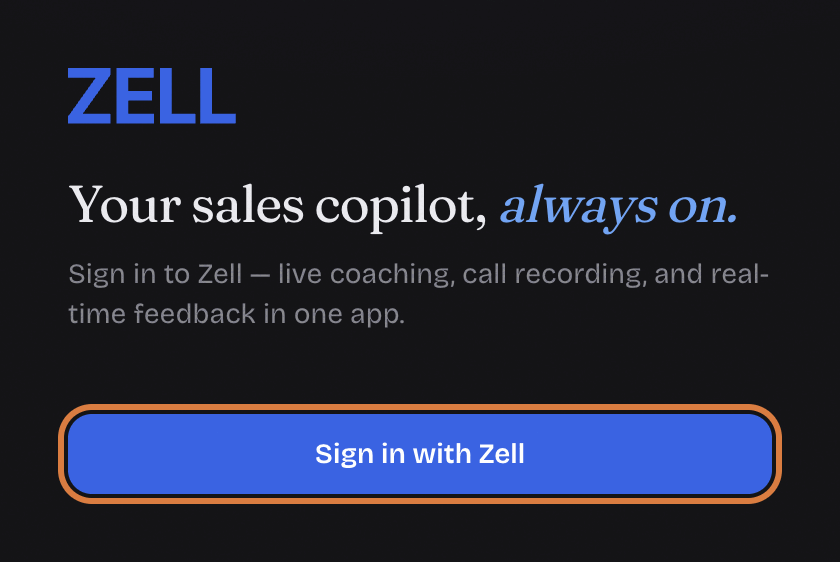 ZELL
Your sales copilot, always on.
Sign in to Zell — live coaching, call recording, and real-
time feedback in one app.
Sign in with Zell